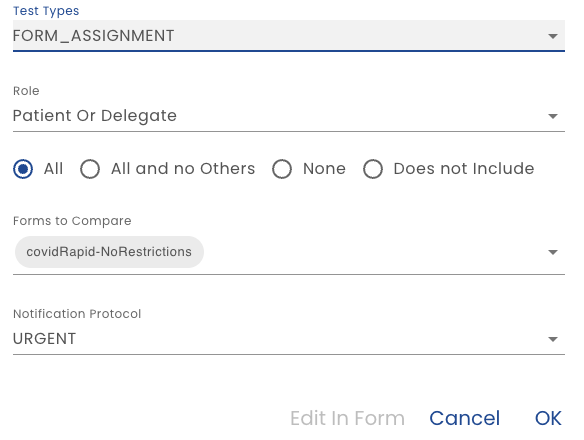 Test Types
FORM_ASSIGNMENT
Role
Patient Or Delegate
All All and no Others None Does not Include
Forms to Compare
covidRapid-NoRestrictions
Notification Protocol
URGENT
Edit In Form Cancel OK